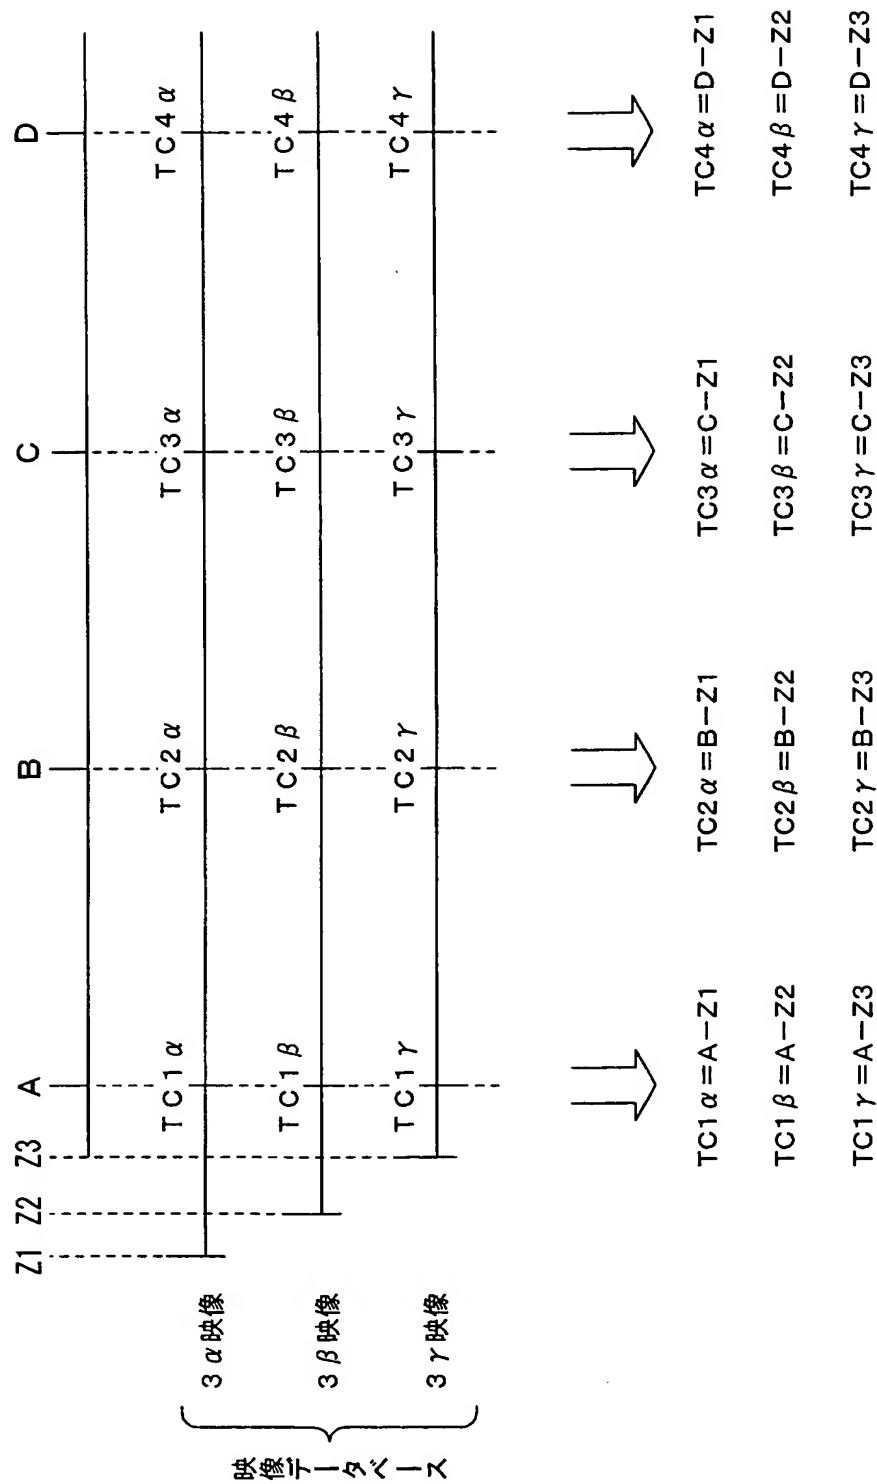 Z1 Z2 Z3 A B C D
3α映像
TC1α TC2α TC3α TC4α
3β映像
TC1β TC2β TC3β TC4β
3γ映像
TC1γ TC2γ TC3γ TC4γ
映像データベース
TC1α=A−Z1 TC2α=B−Z1 TC3α=C−Z1 TC4α=D−Z1
TC1β=A−Z2 TC2β=B−Z2 TC3β=C−Z2 TC4β=D−Z2
TC1γ=A−Z3 TC2γ=B−Z3 TC3γ=C−Z3 TC4γ=D−Z3